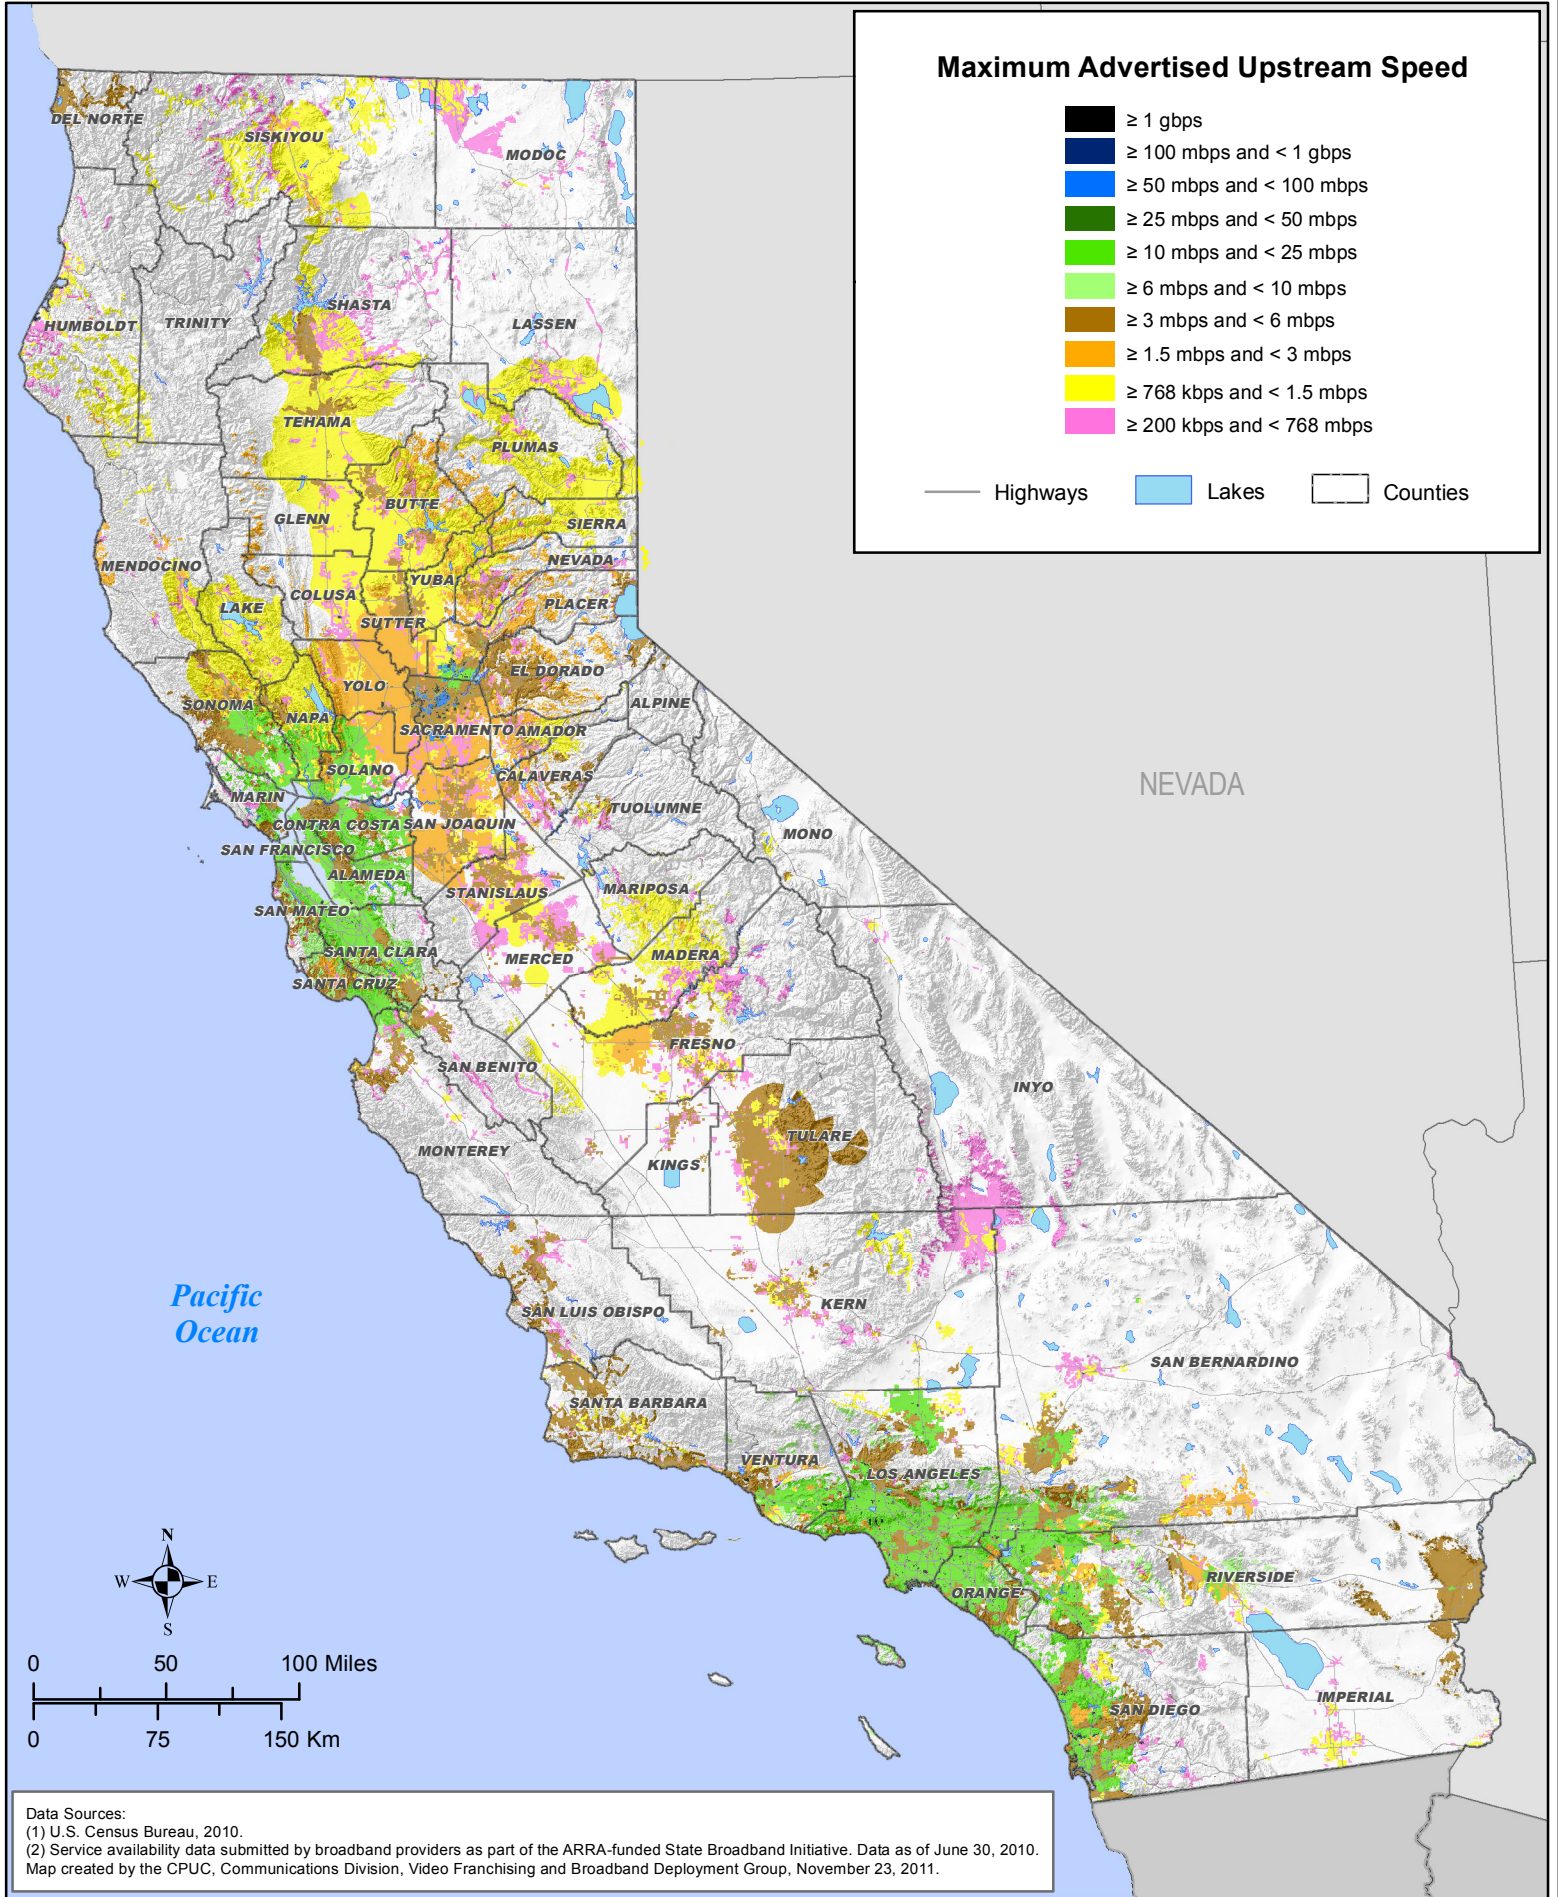 Maximum Advertised Upstream Speed
≥ 1 gbps
≥ 100 mbps and < 1 gbps
≥ 50 mbps and < 100 mbps
≥ 25 mbps and < 50 mbps
≥ 10 mbps and < 25 mbps
≥ 6 mbps and < 10 mbps
≥ 3 mbps and < 6 mbps
≥ 1.5 mbps and < 3 mbps
≥ 768 kbps and < 1.5 mbps
≥ 200 kbps and < 768 mbps
Highways
Lakes
Counties
DEL NORTE
SISKIYOU
MODOC
HUMBOLDT
TRINITY
SHASTA
LASSEN
TEHAMA
PLUMAS
BUTTE
GLENN
SIERRA
MENDOCINO
NEVADA
YUBA
COLUSA
LAKE
PLACER
SUTTER
EL DORADO
YOLO
SONOMA
NAPA
ALPINE
SACRAMENTO
AMADOR
SOLANO
CALAVERAS
MARIN
TUOLUMNE
NEVADA
CONTRA COSTA
SAN JOAQUIN
MONO
SAN FRANCISCO
ALAMEDA
STANISLAUS
MARIPOSA
SAN MATEO
SANTA CLARA
MERCED
MADERA
SANTA CRUZ
FRESNO
SAN BENITO
INYO
TULARE
MONTEREY
KINGS
Pacific
Ocean
SAN LUIS OBISPO
KERN
SAN BERNARDINO
SANTA BARBARA
VENTURA
LOS ANGELES
ORANGE
RIVERSIDE
SAN DIEGO
IMPERIAL
N
W
E
S
0 50 100 Miles
0 75 150 Km
Data Sources:
(1) U.S. Census Bureau, 2010.
(2) Service availability data submitted by broadband providers as part of the ARRA-funded State Broadband Initiative. Data as of June 30, 2010.
Map created by the CPUC, Communications Division, Video Franchising and Broadband Deployment Group, November 23, 2011.